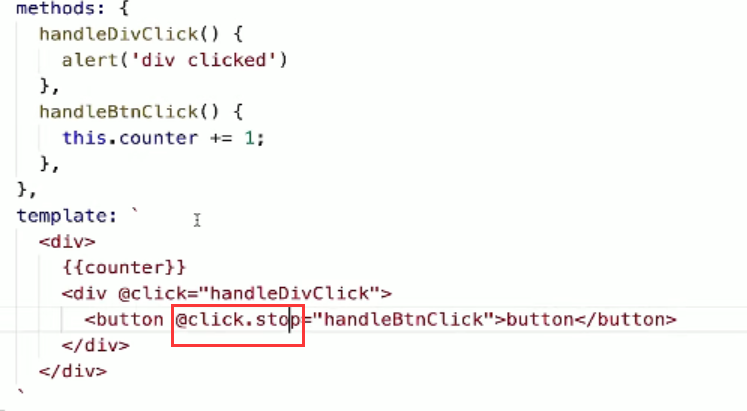 methods: {
handleDivClick() {
alert('div clicked')
},
handleBtnClick() {
this.counter += 1;
},
},
template: `
<div>
{{counter}}
<div @click="handleDivClick">
<button @click.stop="handleBtnClick">button</button>
</div>
</div>
`